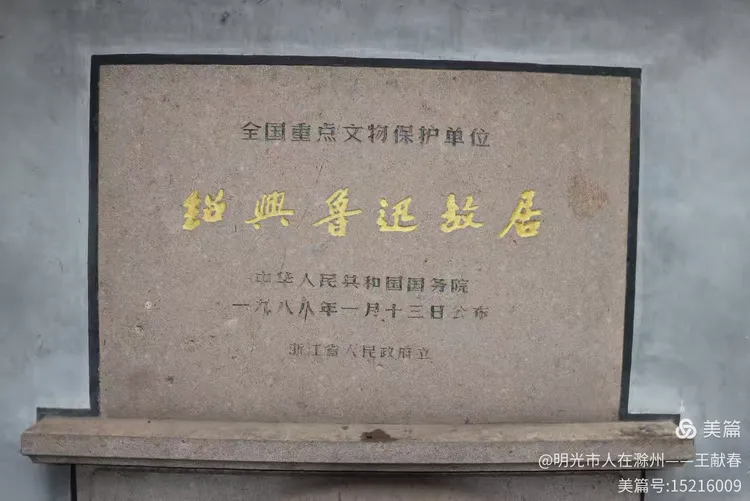 全国重点文物保护单位
绍興鲁迅故居
中华人民共和国国务院
一九八八年一月十三日公布
浙江省人民政府立
美篇
@明光市人在滁州——王献春
美篇号:15216009